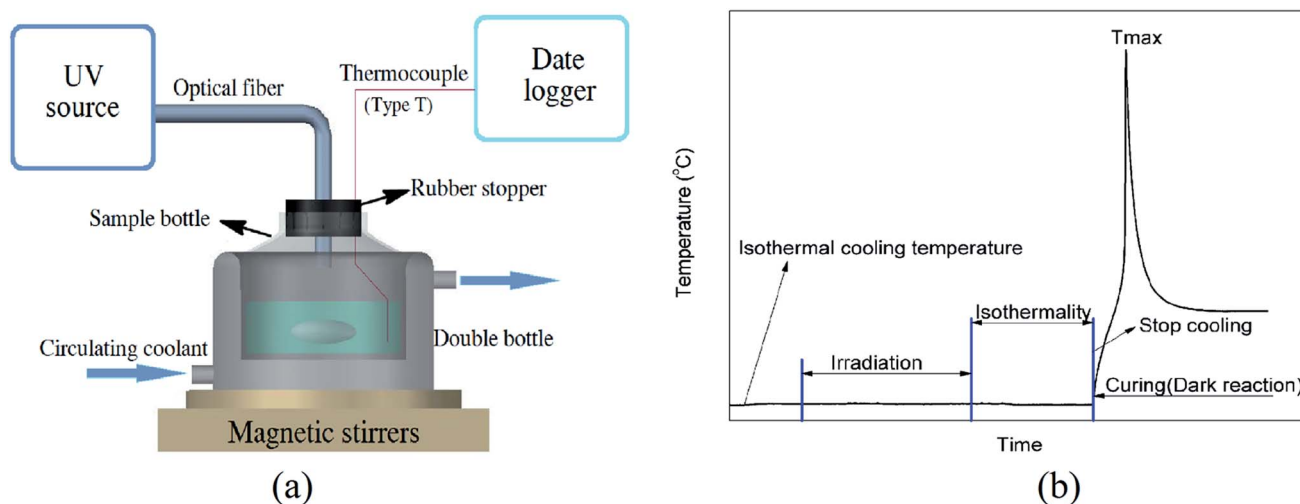 UV
source
Optical fiber
Thermocouple
(Type T)
Date
logger
Rubber stopper
Sample bottle
Circulating coolant
Double bottle
Magnetic stirrers
(a)
Temperature (°C)
Tmax
Isothermal cooling temperature
Isothermality
Stop cooling
Irradiation
Curing(Dark reaction)
Time
(b)